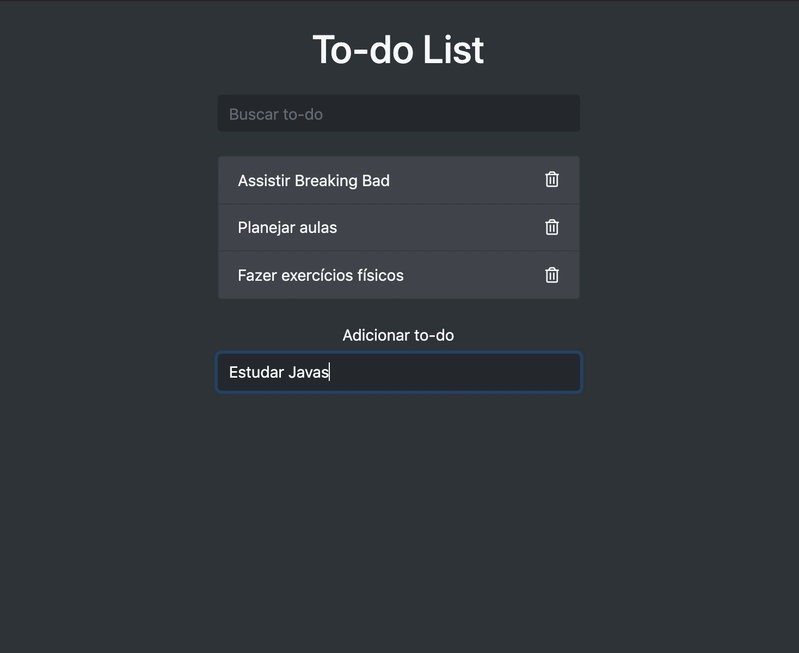 To-do List
Buscar to-do
Assistir Breaking Bad
Planejar aulas
Fazer exercícios físicos
Adicionar to-do
Estudar Javas